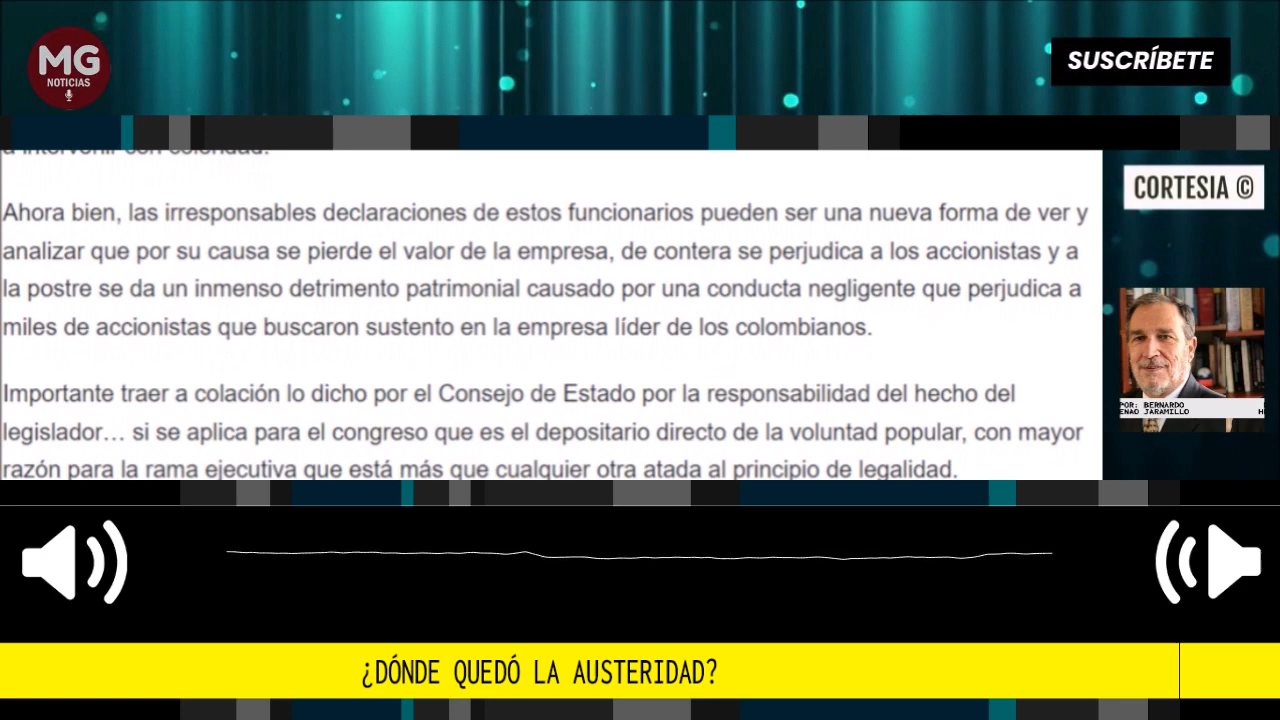 MG
NOTICIAS
SUSCRÍBETE
a intervenir con celeridad.
CORTESIA ©
Ahora bien, las irresponsables declaraciones de estos funcionarios pueden ser una nueva forma de ver y
analizar que por su causa se pierde el valor de la empresa, de contera se perjudica a los accionistas y a
la postre se da un inmenso detrimento patrimonial causado por una conducta negligente que perjudica a
miles de accionistas que buscaron sustento en la empresa líder de los colombianos.
Importante traer a colación lo dicho por el Consejo de Estado por la responsabilidad del hecho del
legislador… si se aplica para el congreso que es el depositario directo de la voluntad popular, con mayor
razón para la rama ejecutiva que está más que cualquier otra atada al principio de legalidad.
POR: BERNARDO
ENAO JARAMILLO
¿DÓNDE QUEDÓ LA AUSTERIDAD?